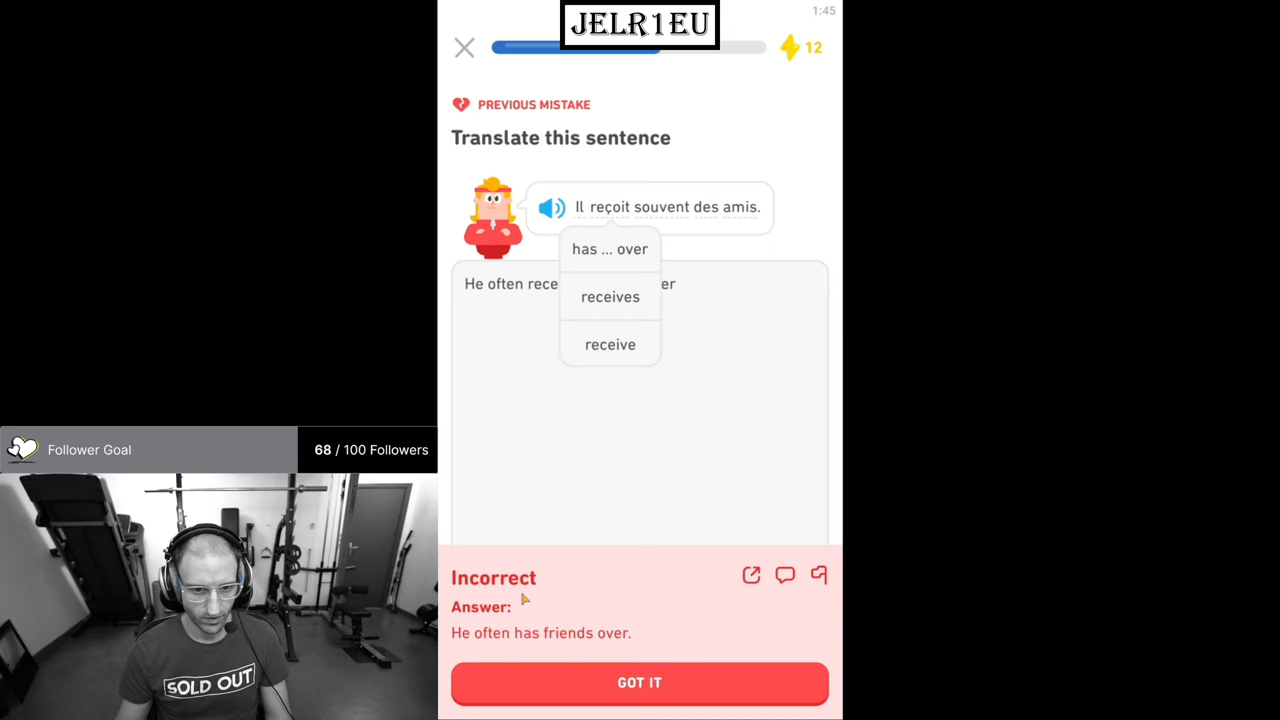 JELR1EU
1:45
12
PREVIOUS MISTAKE
Translate this sentence
Il reçoit souvent des amis.
has ... over
He often rece er
receives
receive
Follower Goal
68 / 100 Followers
SOLD OUT
Incorrect
Answer:
He often has friends over.
GOT IT